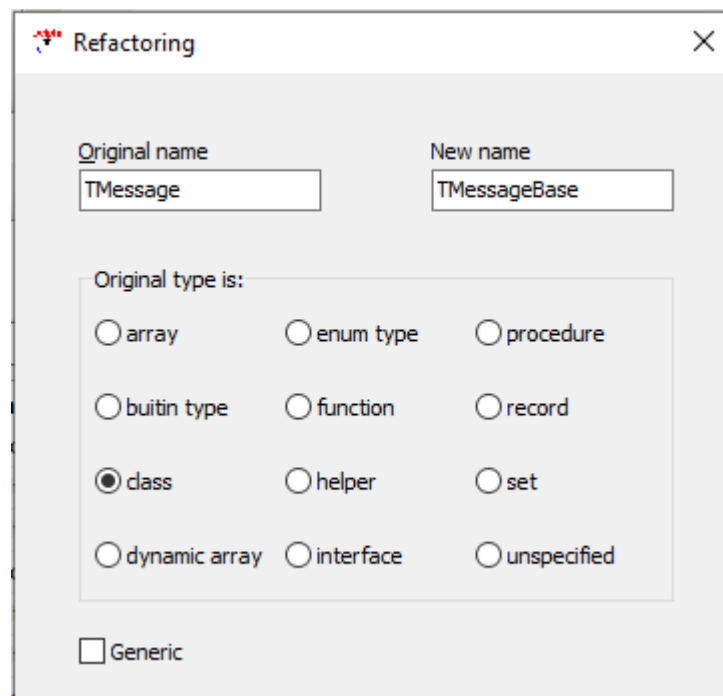 Refactoring
Original name New name
TMessage TMessageBase
Original type is:
array enum type procedure
buitin type function record
class helper set
dynamic array interface unspecified
Generic